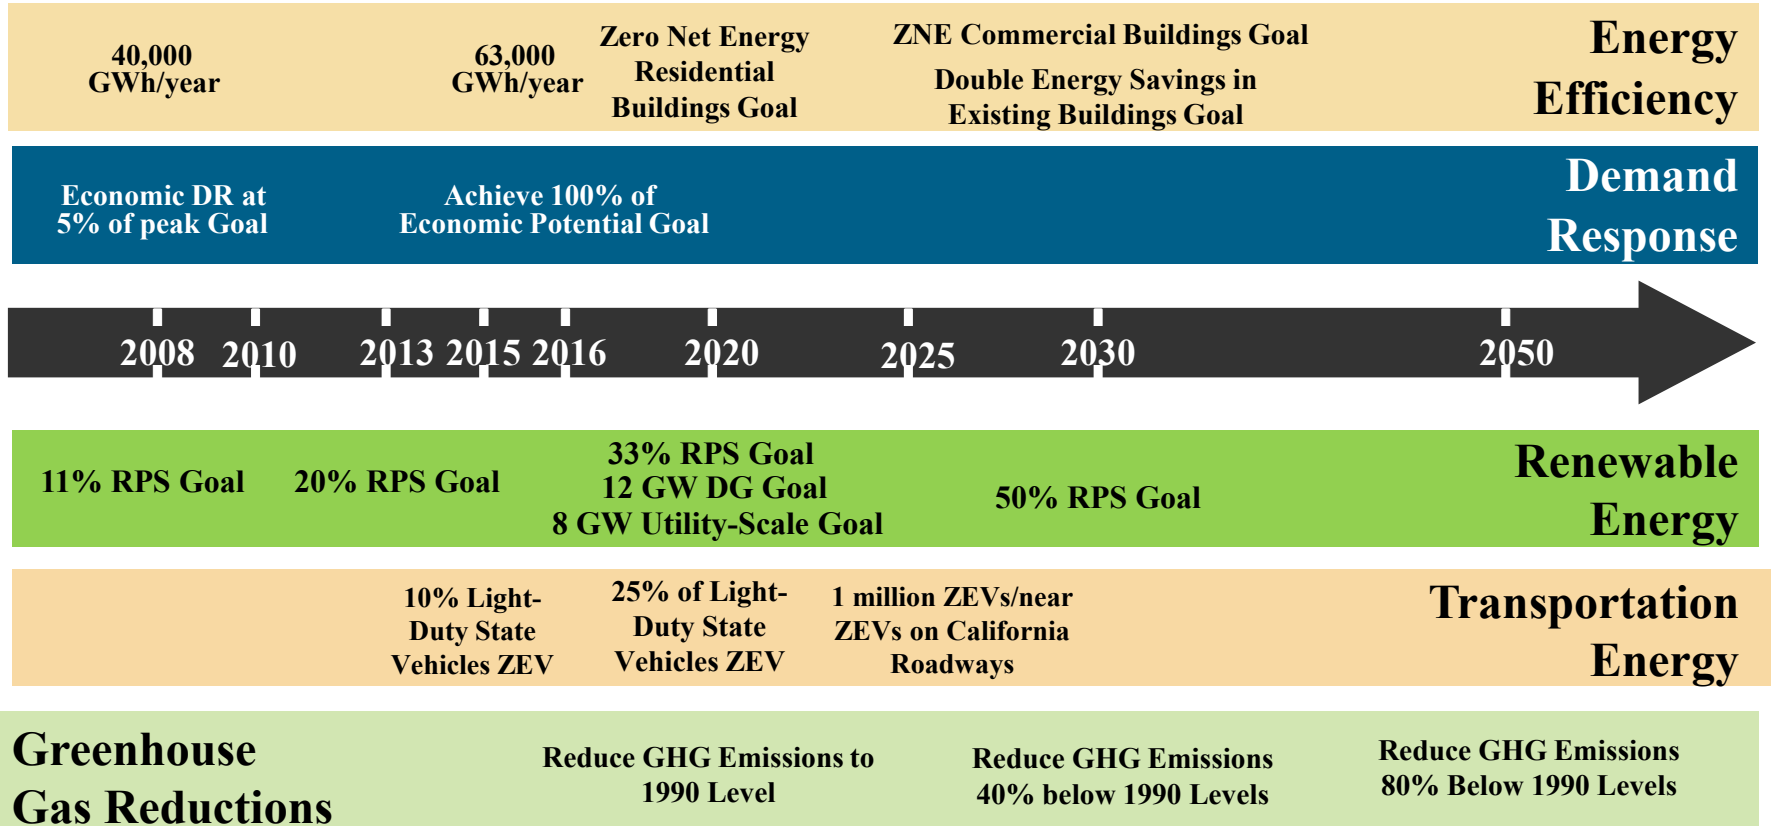 40,000
GWh/year
63,000
GWh/year
Zero Net Energy
Residential
Buildings Goal
ZNE Commercial Buildings Goal
Double Energy Savings in
Existing Buildings Goal
Energy
Efficiency
Economic DR at
5% of peak Goal
Achieve 100% of
Economic Potential Goal
Demand
Response
2008 2010 2013 2015 2016 2020 2025 2030 2050
11% RPS Goal
20% RPS Goal
33% RPS Goal
12 GW DG Goal
8 GW Utility-Scale Goal
50% RPS Goal
Renewable
Energy
10% Light-
Duty State
Vehicles ZEV
25% of Light-
Duty State
Vehicles ZEV
1 million ZEVs/near
ZEVs on California
Roadways
Transportation
Energy
Greenhouse
Gas Reductions
Reduce GHG Emissions to
1990 Level
Reduce GHG Emissions
40% below 1990 Levels
Reduce GHG Emissions
80% Below 1990 Levels